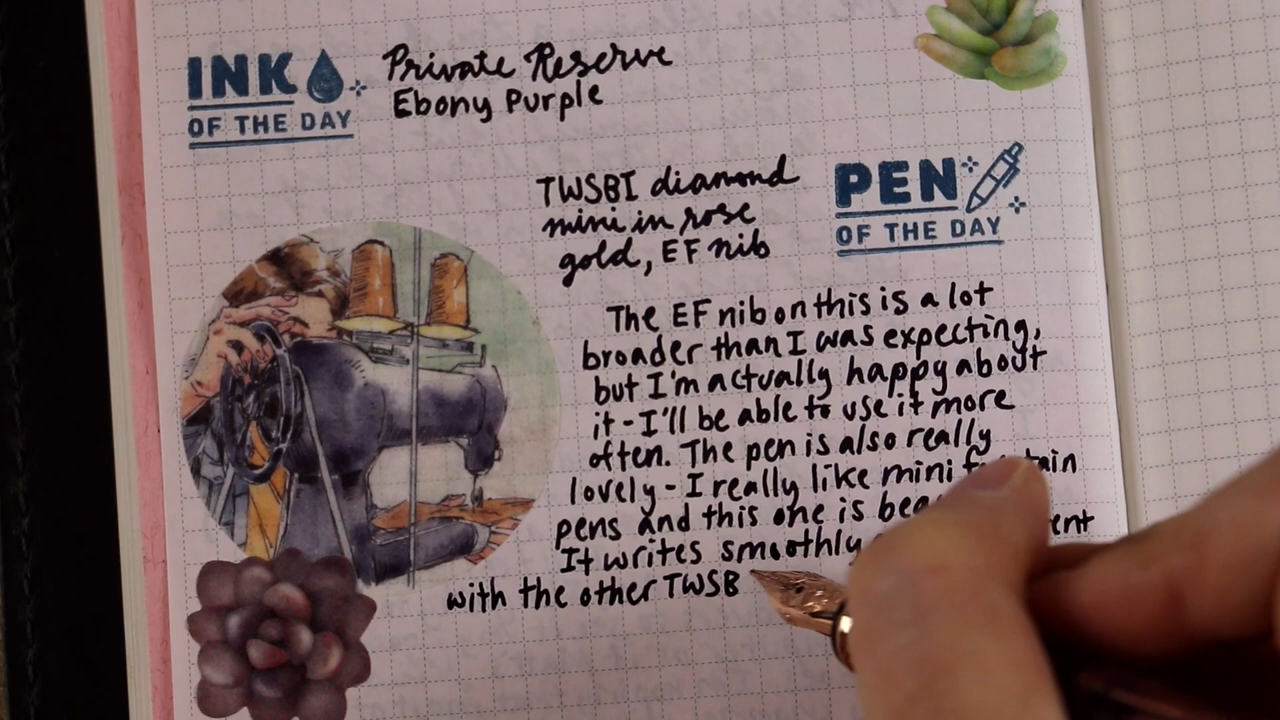 INK
OF THE DAY
Private Reserve
Ebony Purple
TWSBI diamond
mini in rose
gold, EF nib
PEN
OF THE DAY
The EF nib on this is a lot
broader than I was expecting,
but I'm actually happy about
it - I'll be able to use it more
often. The pen is also really
lovely - I really like mini
pens and this one is
It writes smoothly
with the other TWSB